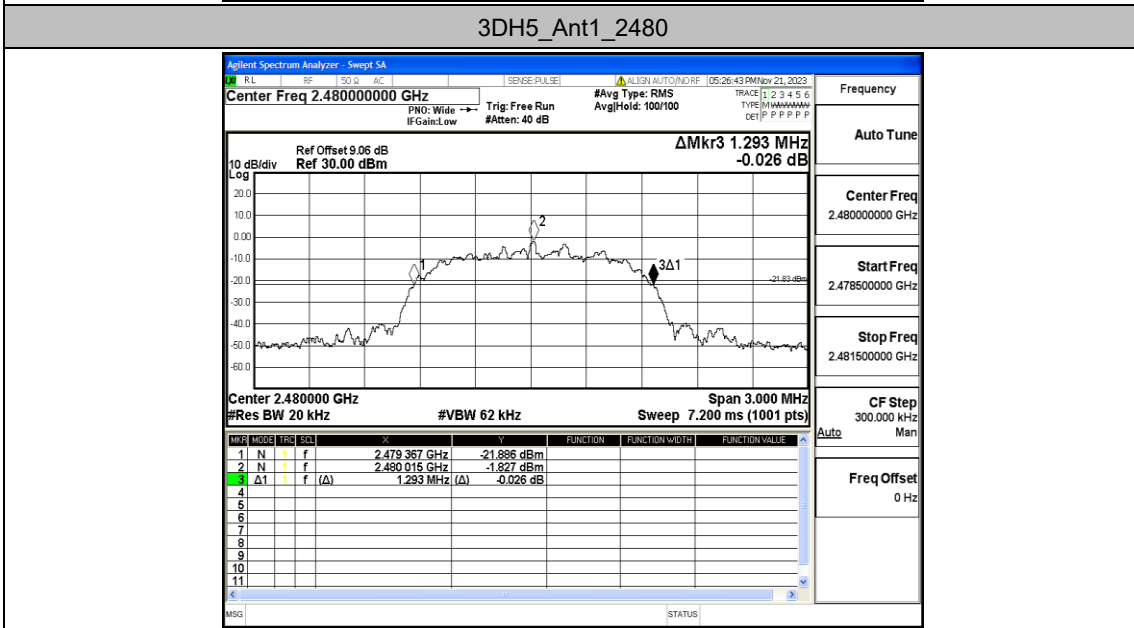 3DH5_Ant1_2480
Agilent Spectrum Analyzer - Swept SA
RL RF 50 Ω AC SENSE:PULSE ALIGN AUTO/NO RF 05:26:43 PM Nov 21, 2023
Center Freq 2.480000000 GHz
PNO: Wide
IFGain:Low
Trig: Free Run
#Atten: 40 dB
#Avg Type: RMS
Avg|Hold: 100/100
TRACE 1 2 3 4 5 6
TYPE M
DET P P P P P P
Ref Offset 9.06 dB
10 dB/div Ref 30.00 dBm
Log
ΔMkr3 1.293 MHz
-0.026 dB
20.0
10.0
0.00
-10.0
-20.0
-30.0
-40.0
-50.0
-60.0
1
2
3Δ1
-21.83 dBm
Center 2.480000 GHz Span 3.000 MHz
#Res BW 20 kHz #VBW 62 kHz Sweep 7.200 ms (1001 pts)
MKR MODE TRC SCL X Y FUNCTION FUNCTION WIDTH FUNCTION VALUE
1 N 1 f 2.479 367 GHz -21.886 dBm
2 N 1 f 2.480 015 GHz -1.827 dBm
3 Δ1 1 f (Δ) 1.293 MHz (Δ) -0.026 dB
4
5
6
7
8
9
10
11
MSG STATUS
Frequency
Auto Tune
Center Freq
2.480000000 GHz
Start Freq
2.478500000 GHz
Stop Freq
2.481500000 GHz
CF Step
300.000 kHz
Auto Man
Freq Offset
0 Hz